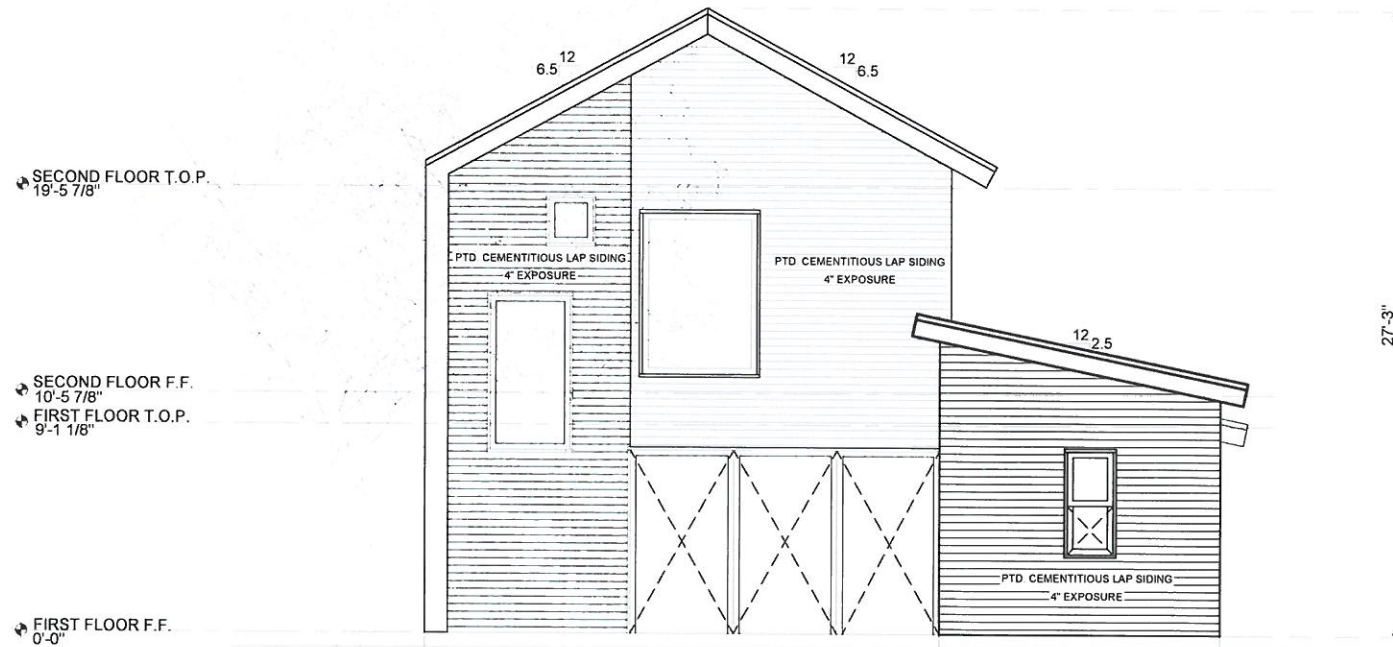 12
6.5
12
6.5
SECOND FLOOR T.O.P.
19'-5 7/8"
PTD. CEMENTITIOUS LAP SIDING
4" EXPOSURE
PTD. CEMENTITIOUS LAP SIDING
4" EXPOSURE
12
2.5
27'-3"
SECOND FLOOR F.F.
10'-5 7/8"
FIRST FLOOR T.O.P.
9'-1 1/8"
PTD. CEMENTITIOUS LAP SIDING
4" EXPOSURE
FIRST FLOOR F.F.
0'-0"